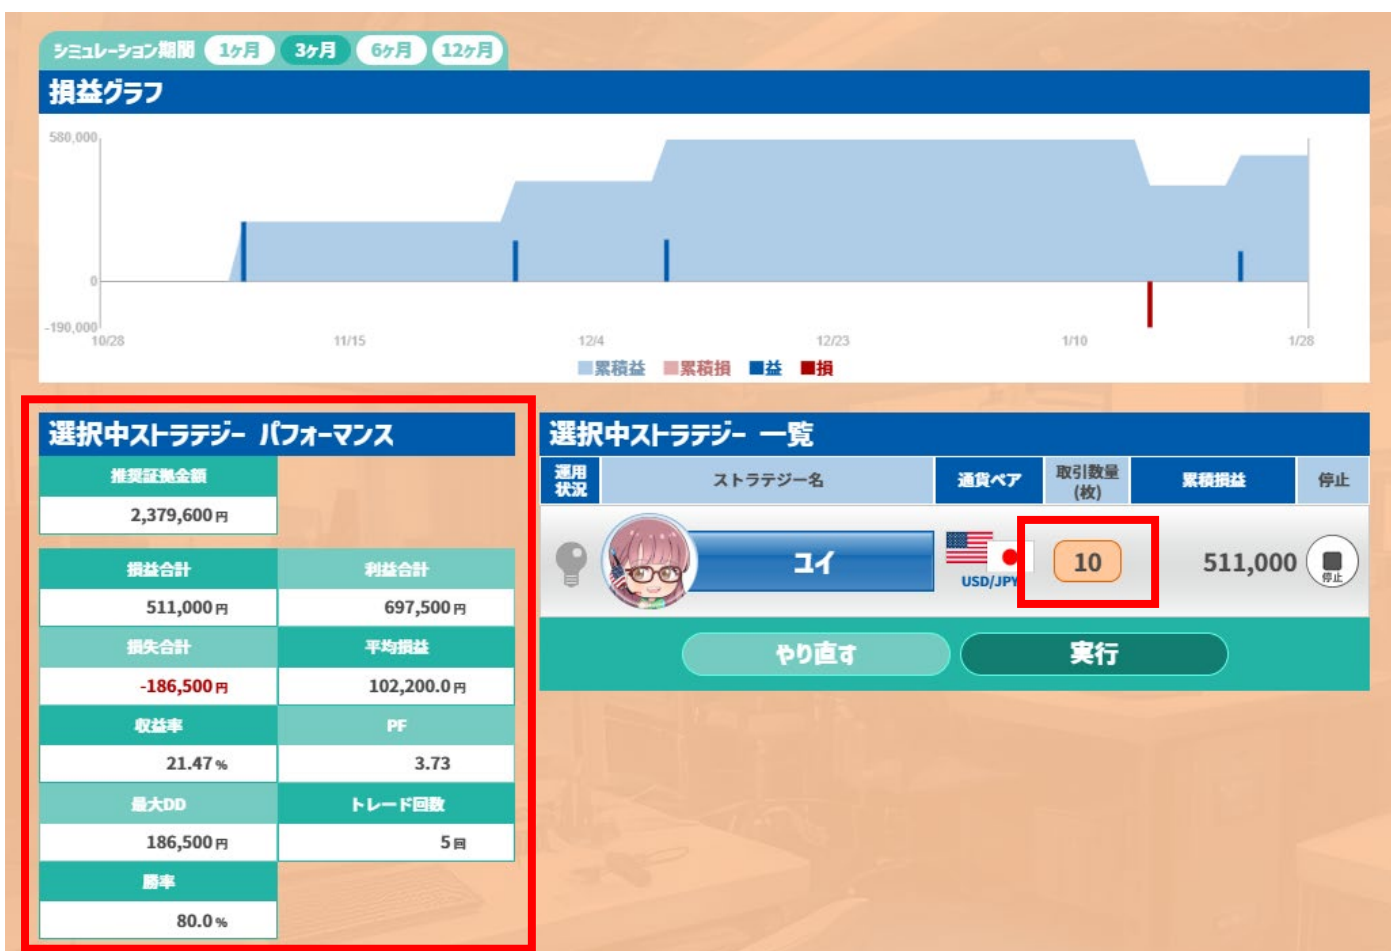 シミュレーション期間 1ヶ月 3ヶ月 6ヶ月 12ヶ月
損益グラフ
580,000
0
-190,000
10/28 11/15 12/4 12/23 1/10 1/28
■累積益 ■累積損 ■益 ■損
選択中ストラテジー パフォーマンス
推奨証拠金額
2,379,600円
損益合計 利益合計
511,000円 697,500円
損失合計 平均損益
-186,500円 102,200.0円
収益率 PF
21.47% 3.73
最大DD トレード回数
186,500円 5回
勝率
80.0%
選択中ストラテジー 一覧
運用状況 ストラテジー名 通貨ペア 取引数量(枚) 累積損益 停止
ユイ USD/JPY 10 511,000 停止
やり直す 実行